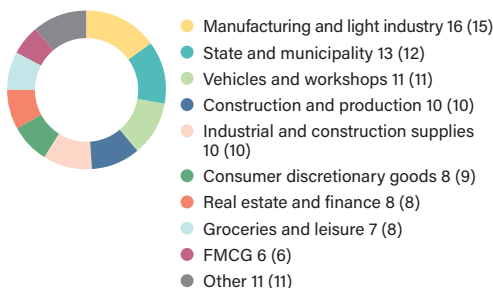 Manufacturing and light industry 16 (15)
State and municipality 13 (12)
Vehicles and workshops 11 (11)
Construction and production 10 (10)
Industrial and construction supplies
10 (10)
Consumer discretionary goods 8 (9)
Real estate and finance 8 (8)
Groceries and leisure 7 (8)
FMCG 6 (6)
Other 11 (11)